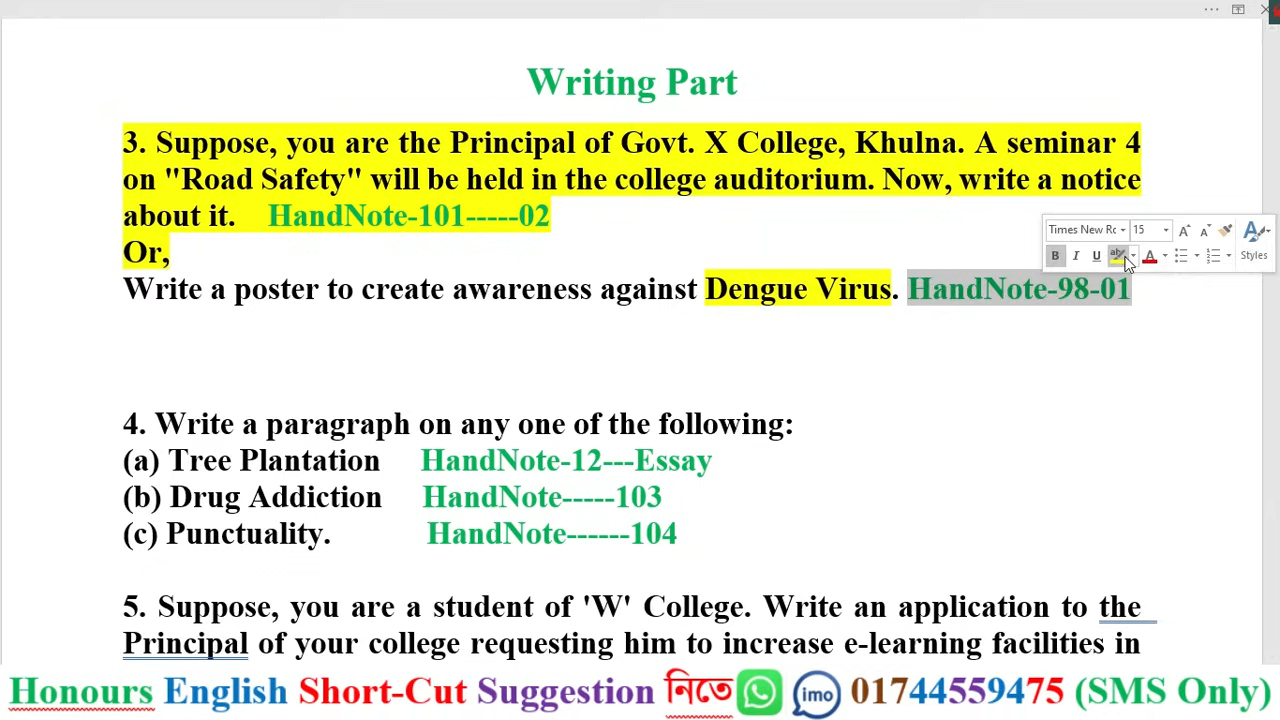 Writing Part
3. Suppose, you are the Principal of Govt. X College, Khulna. A seminar 4
on "Road Safety" will be held in the college auditorium. Now, write a notice
about it. HandNote-101-----02
Or,
Times New Rc 15
B I U ab A Styles
Write a poster to create awareness against Dengue Virus. HandNote-98-01
4. Write a paragraph on any one of the following:
(a) Tree Plantation HandNote-12---Essay
(b) Drug Addiction HandNote-----103
(c) Punctuality. HandNote------104
5. Suppose, you are a student of 'W' College. Write an application to the
Principal of your college requesting him to increase e-learning facilities in
Honours English Short-Cut Suggestion নিতে imo 01744559475 (SMS Only)